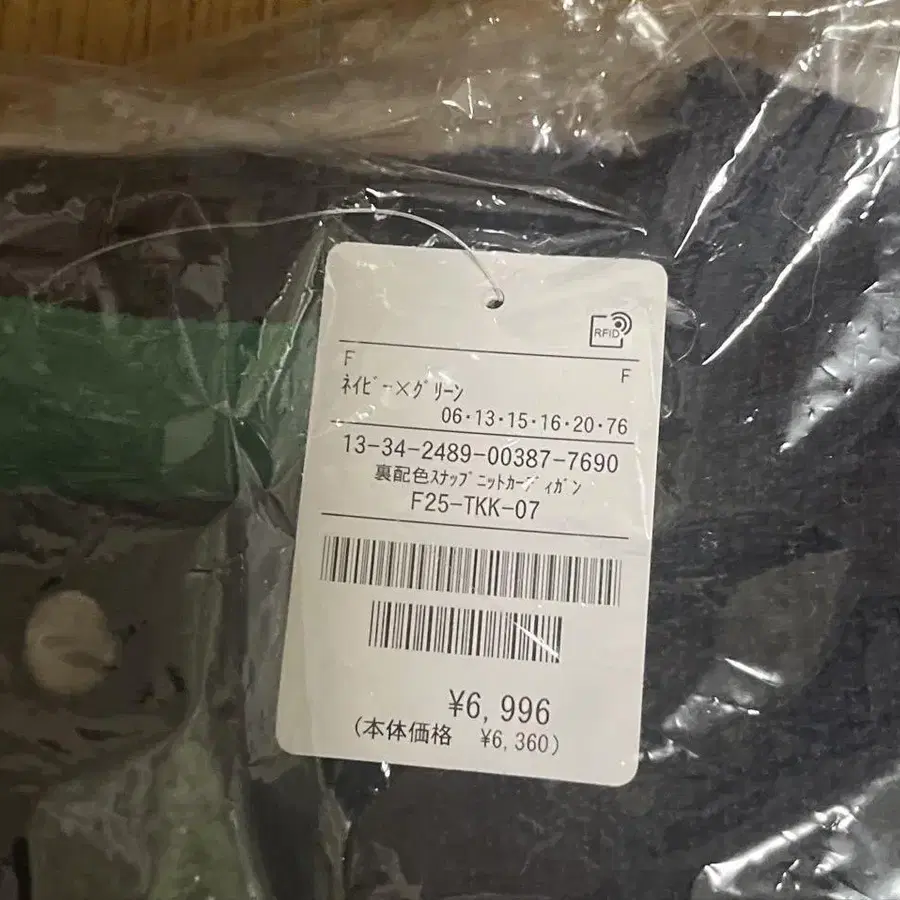 RFID
F
F
ﾈｲﾋﾞｰ×ｸﾞﾘｰﾝ
06・13・15・16・20・76
13-34-2489-00387-7690
裏配色ｽﾅｯﾌﾟﾆｯﾄｶｰﾃﾞｨｶﾞﾝ
F25-TKK-07
¥6,996
(本体価格 ¥6,360)